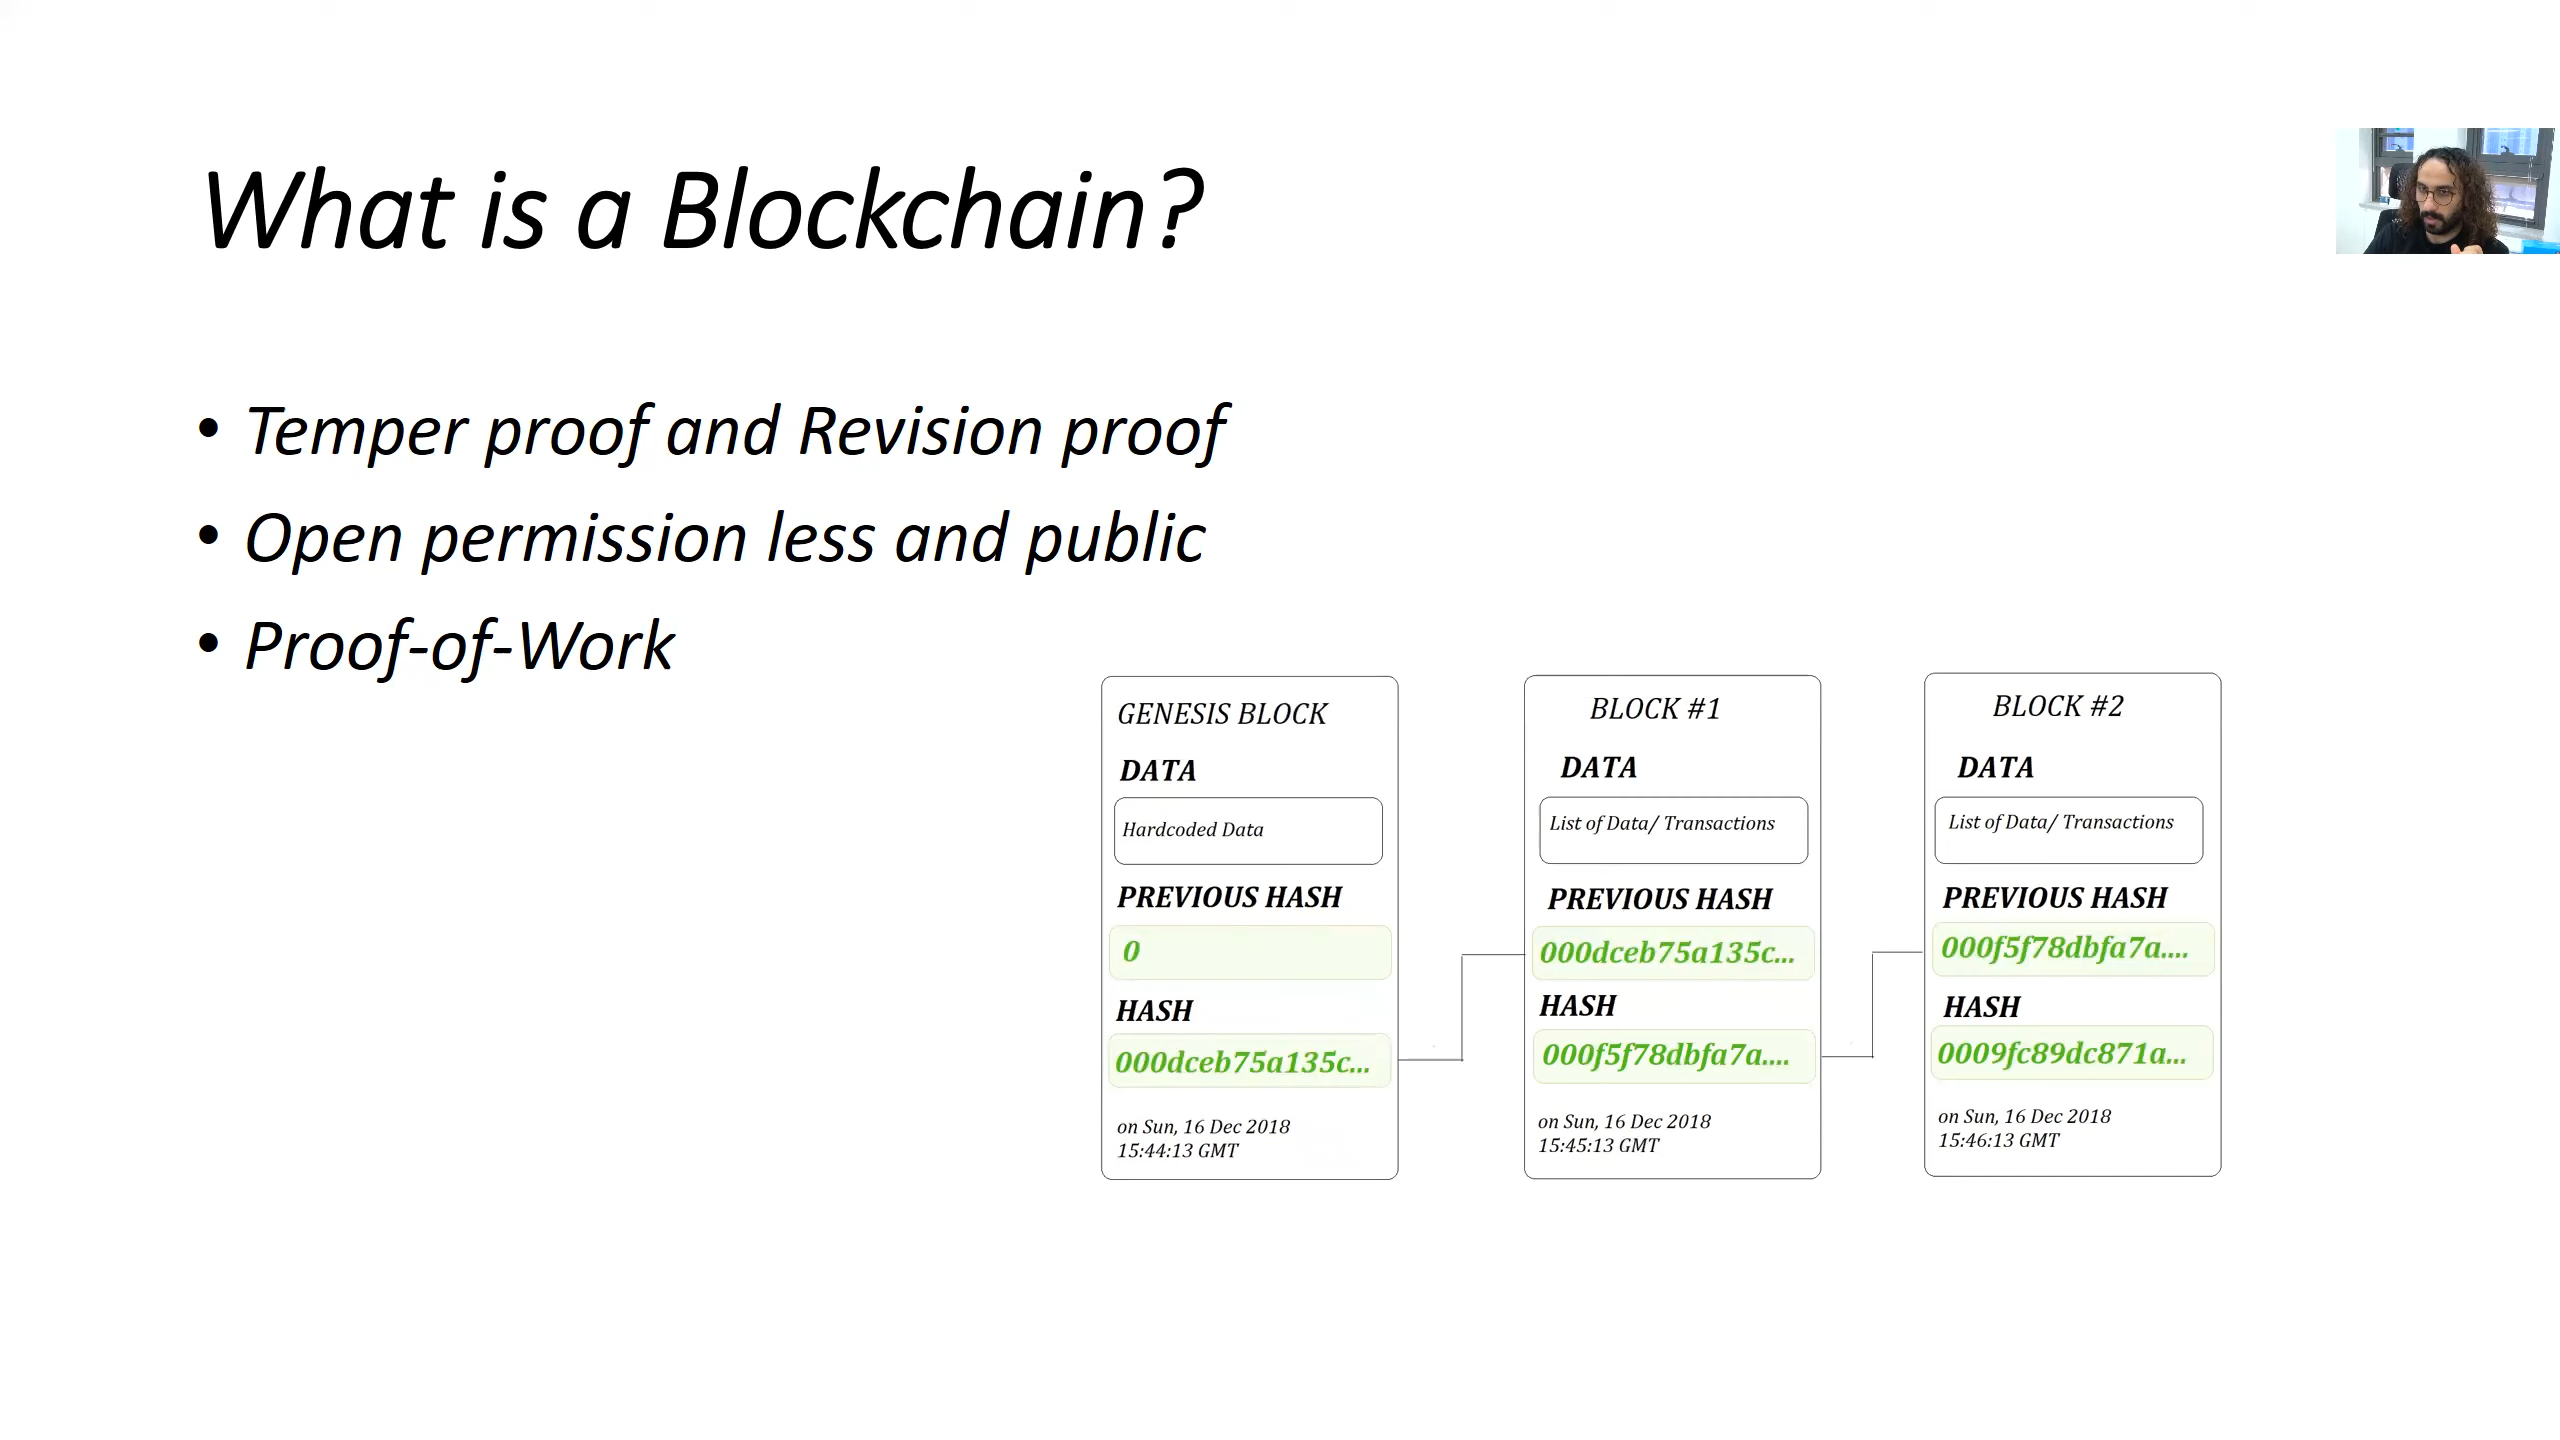 What is a Blockchain?
• Temper proof and Revision proof
• Open permission less and public
• Proof-of-Work
GENESIS BLOCK
DATA
Hardcoded Data
PREVIOUS HASH
0
HASH
000dceb75a135c...
on Sun, 16 Dec 2018
15:44:13 GMT
BLOCK #1
DATA
List of Data/ Transactions
PREVIOUS HASH
000dceb75a135c...
HASH
000f5f78dbfa7a....
on Sun, 16 Dec 2018
15:45:13 GMT
BLOCK #2
DATA
List of Data/ Transactions
PREVIOUS HASH
000f5f78dbfa7a....
HASH
0009fc89dc871a...
on Sun, 16 Dec 2018
15:46:13 GMT